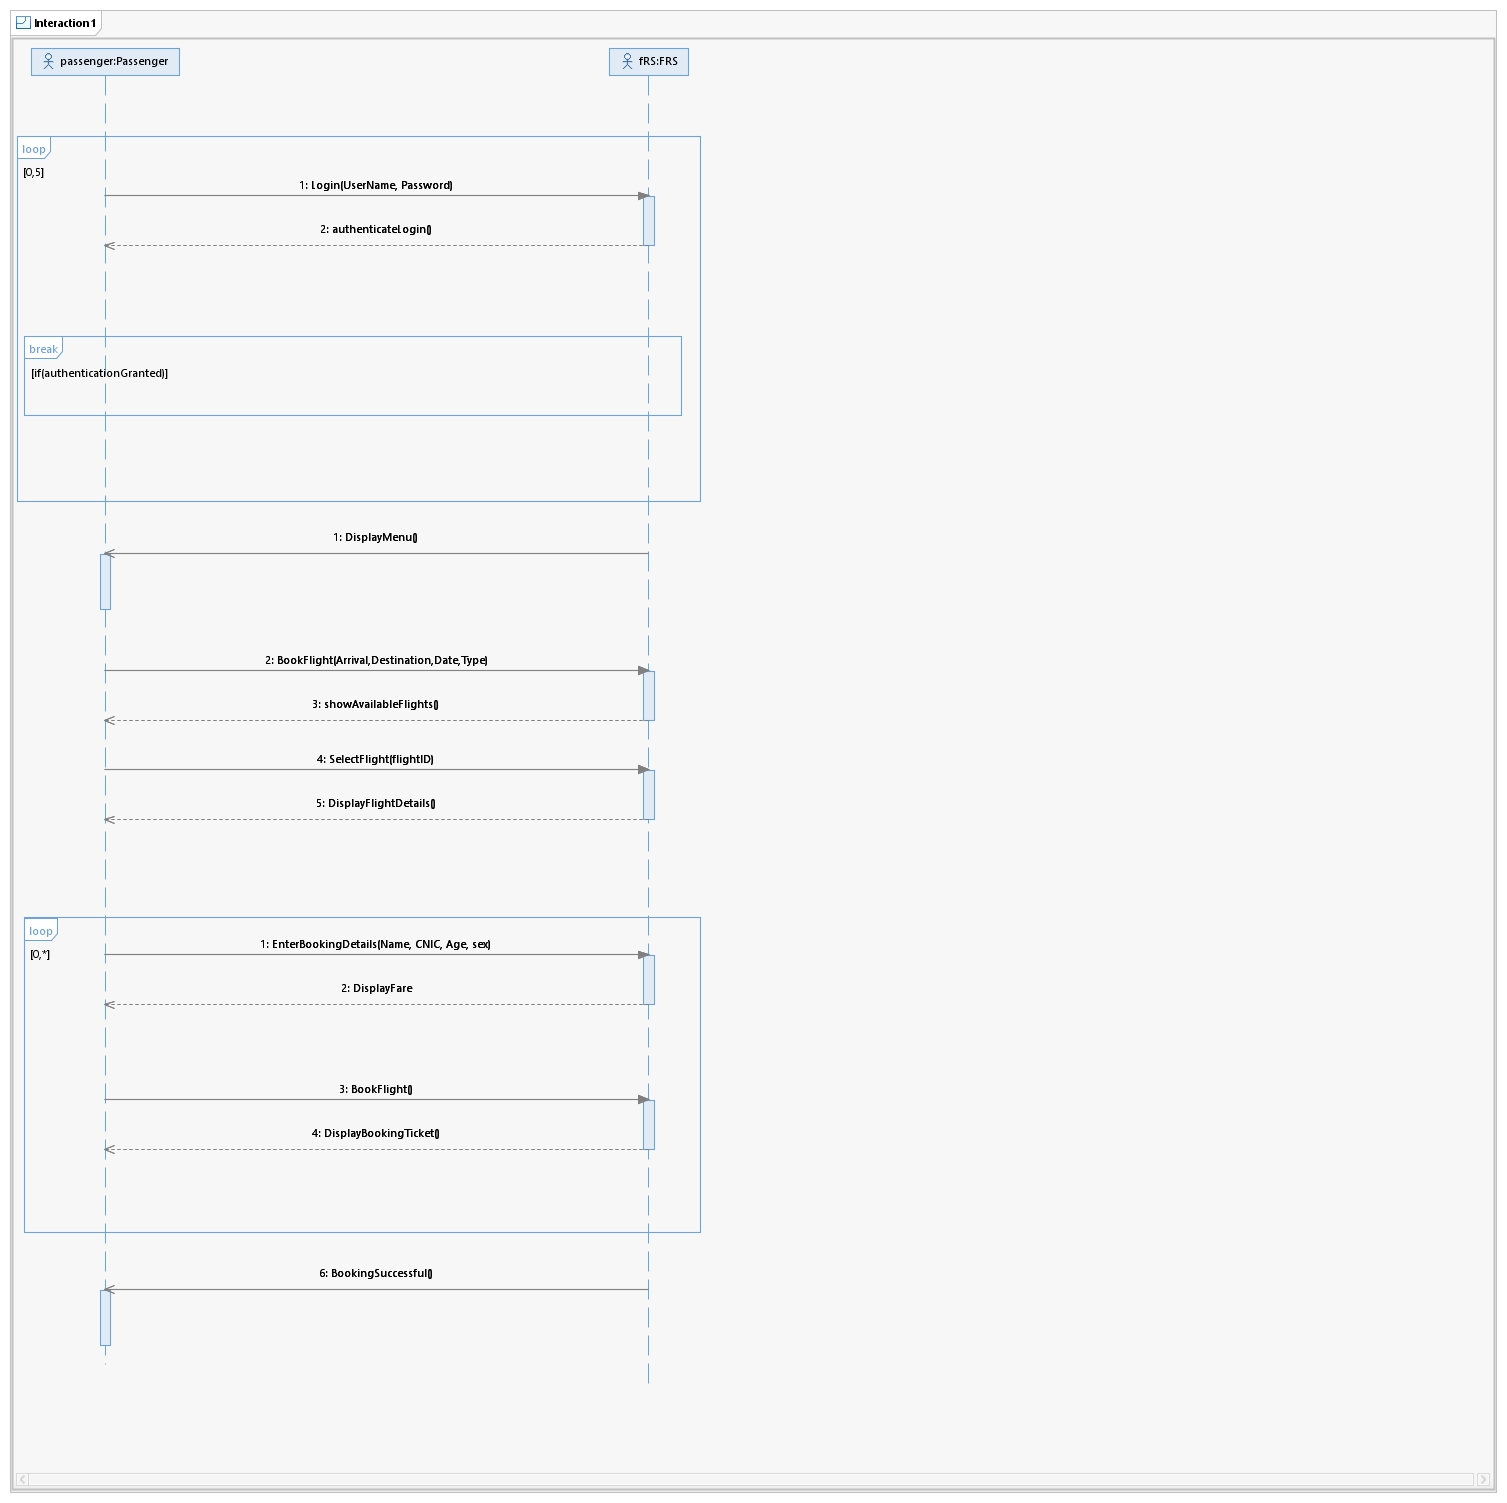 Interaction1
passenger:Passenger
fRS:FRS
loop
[0,5]
1: Login(UserName, Password)
2: authenticateLogin()
break
[if(authenticationGranted)]
1: DisplayMenu()
2: BookFlight(Arrival,Destination,Date,Type)
3: showAvailableFlights()
4: SelectFlight(flightID)
5: DisplayFlightDetails()
loop
1: EnterBookingDetails(Name, CNIC, Age, sex)
[0,*]
2: DisplayFare
3: BookFlight()
4: DisplayBookingTicket()
6: BookingSuccessful()